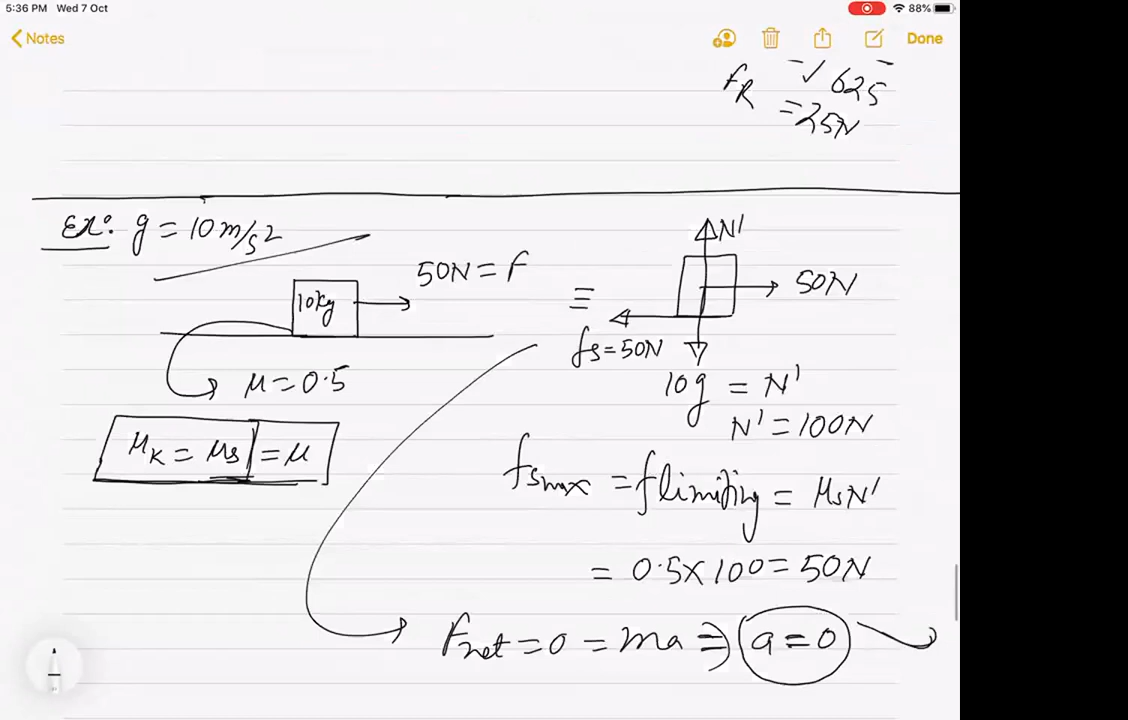 5:36 PM Wed 7 Oct
88%
Notes
Done
fR = √625
= 25N
Ex: g = 10 m/s2
50N = F
10kg
μ = 0.5
μK = μs = μ
N'
≡
50N
fs = 50N
10g = N'
N' = 100N
fsmax = flimiting = μsN'
= 0.5 x 100 = 50N
Fnet = 0 = ma ⇒ a = 0